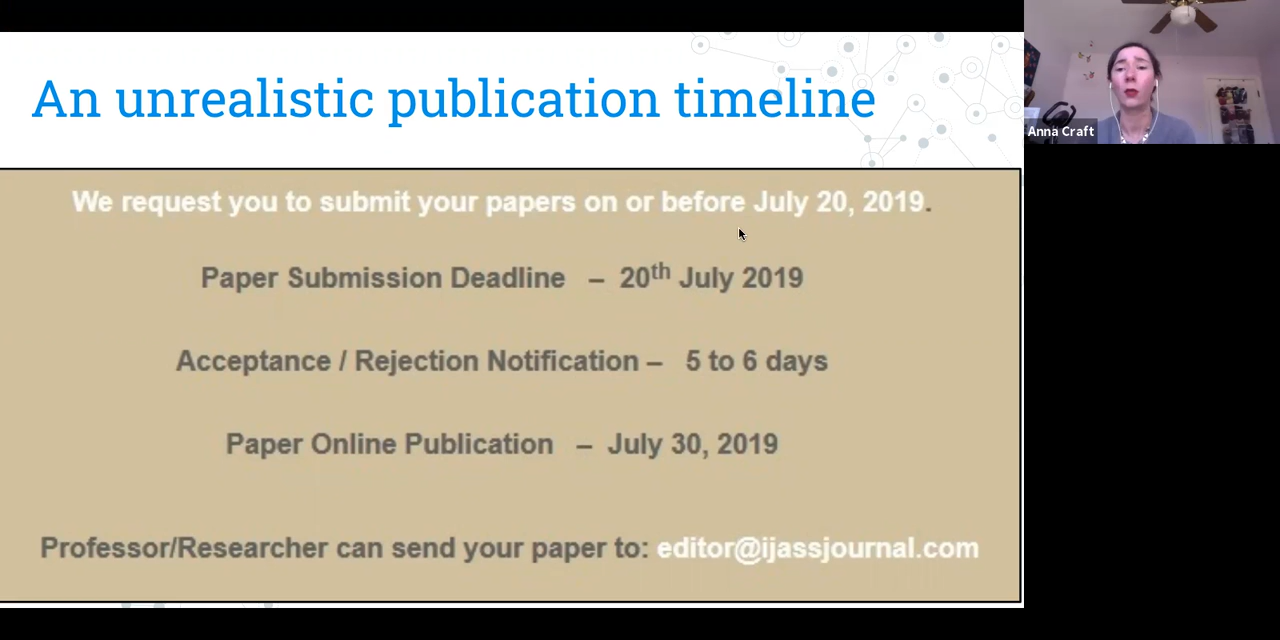 An unrealistic publication timeline
Anna Craft
We request you to submit your papers on or before July 20, 2019.
Paper Submission Deadline – 20th July 2019
Acceptance / Rejection Notification – 5 to 6 days
Paper Online Publication – July 30, 2019
Professor/Researcher can send your paper to: editor@ijassjournal.com